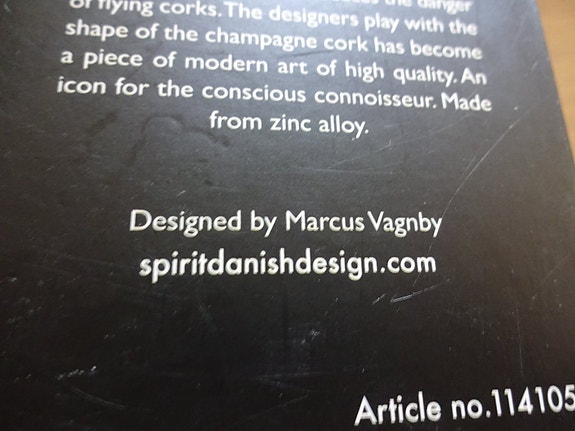 of flying corks. The designers play with the
shape of the champagne cork has become
a piece of modern art of high quality. An
icon for the conscious connoisseur. Made
from zinc alloy.
Designed by Marcus Vagnby
spiritdanishdesign.com
Article no.114105